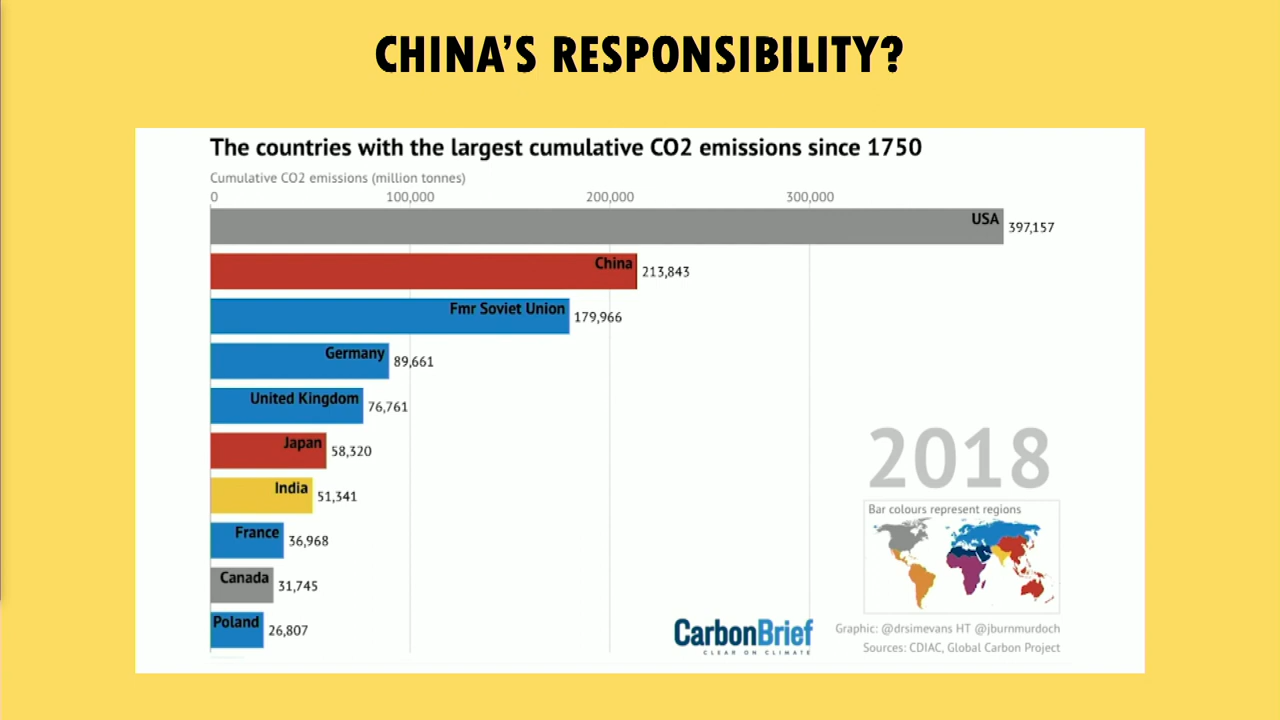 CHINA'S RESPONSIBILITY?
The countries with the largest cumulative CO2 emissions since 1750
Cumulative CO2 emissions (million tonnes)
0 100,000 200,000 300,000
USA 397,157
China 213,843
Fmr Soviet Union 179,966
Germany 89,661
United Kingdom 76,761
Japan 58,320
India 51,341
France 36,968
Canada 31,745
Poland 26,807
2018
Bar colours represent regions
CarbonBrief
CLEAR ON CLIMATE
Graphic: @drsimevans HT @jburnmurdoch
Sources: CDIAC, Global Carbon Project